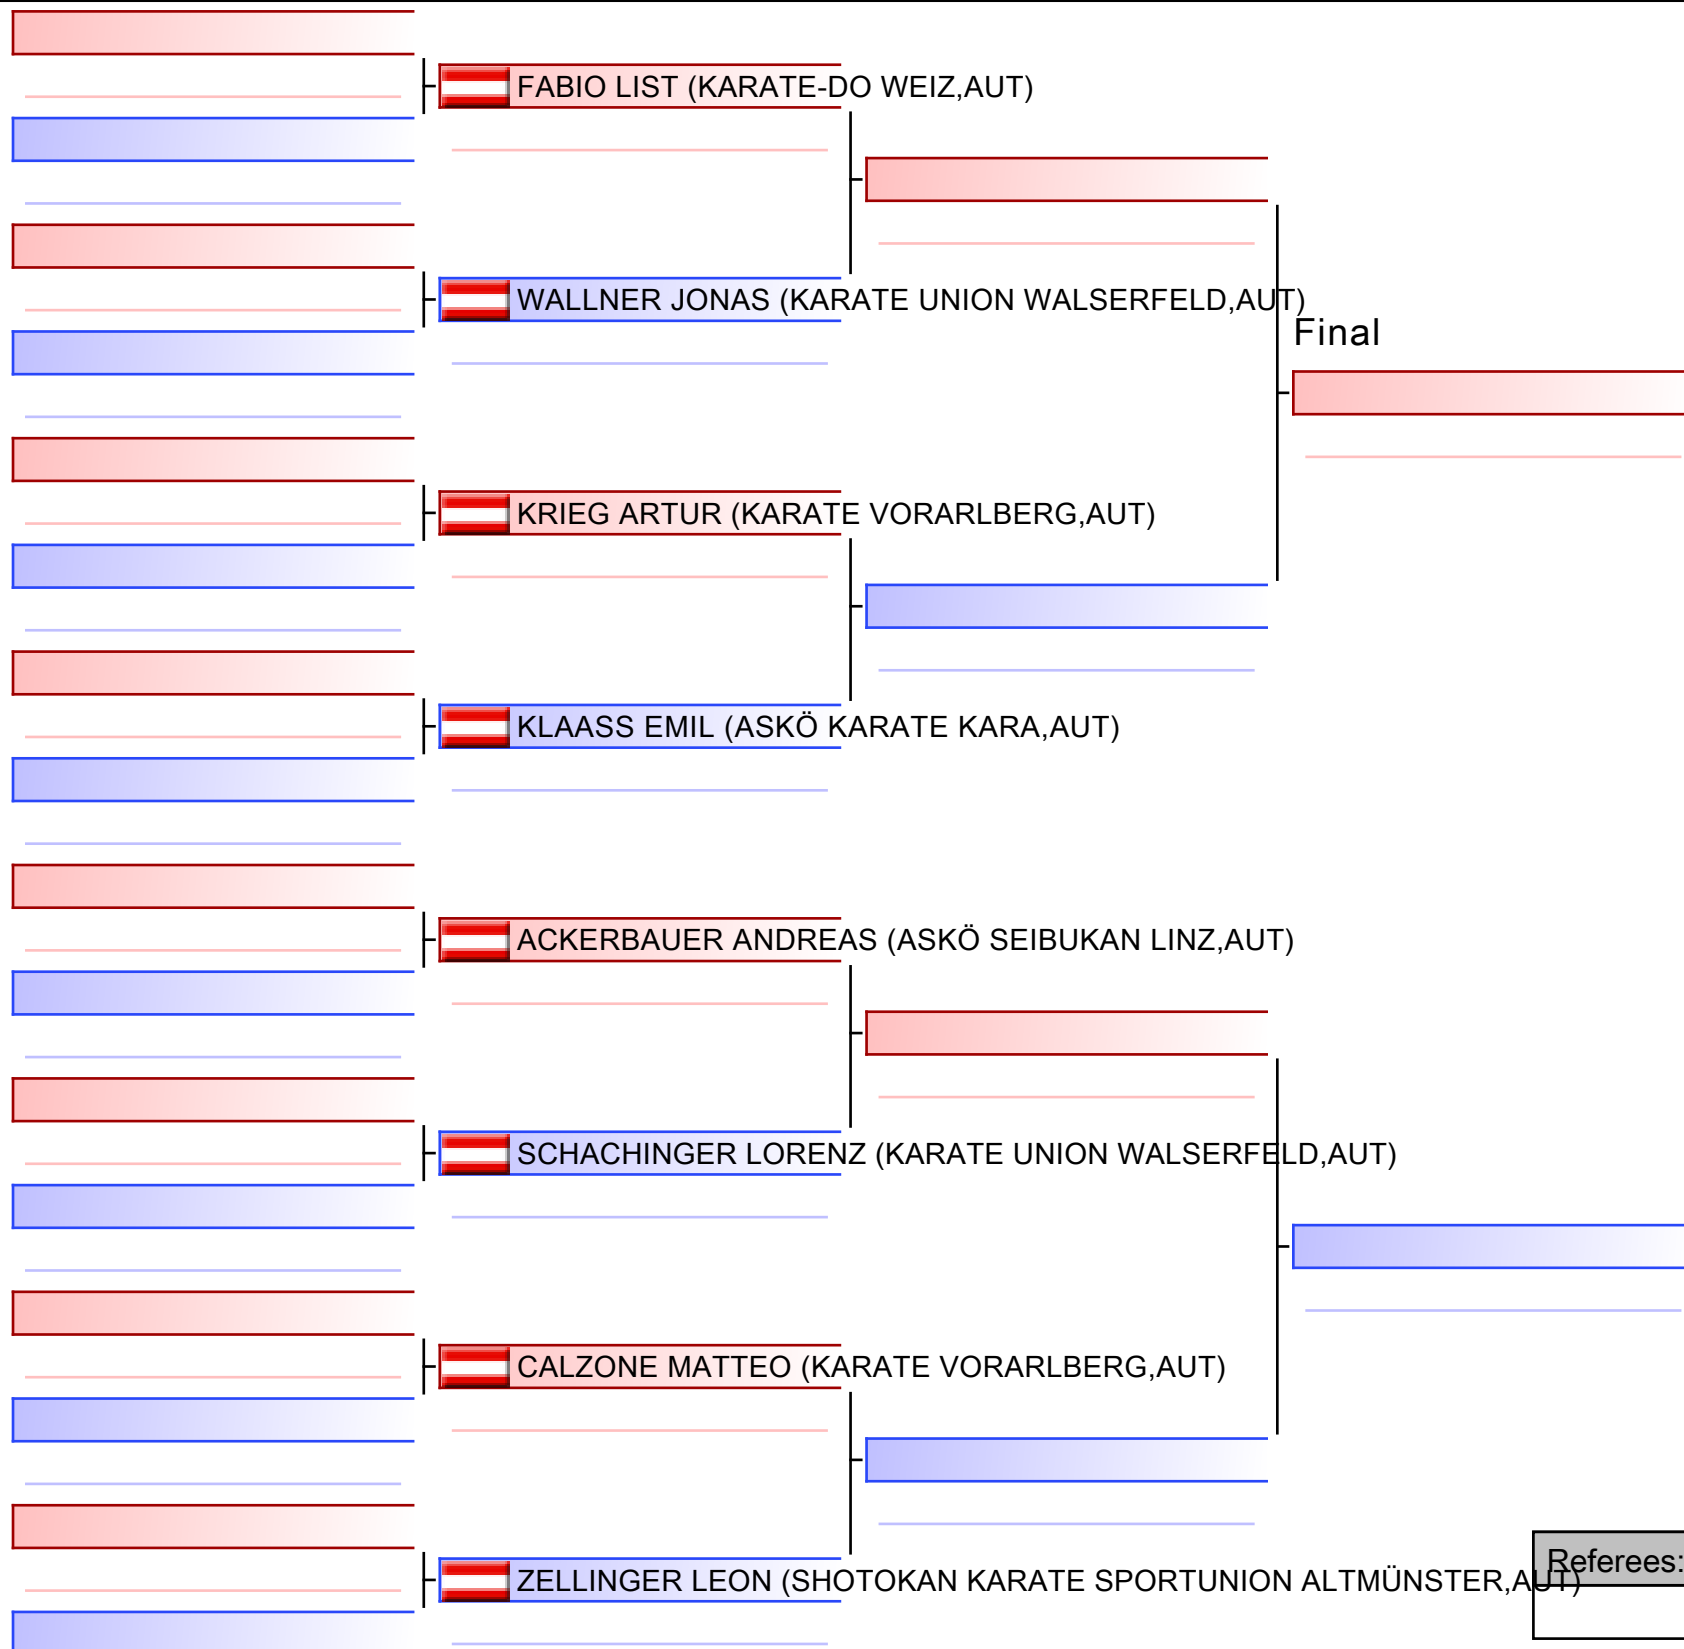 FABIO LIST (KARATE-DO WEIZ,AUT)
WALLNER JONAS (KARATE UNION WALSERFELD,AUT)
Final
KRIEG ARTUR (KARATE VORARLBERG,AUT)
KLAASS EMIL (ASKÖ KARATE KARA,AUT)
ACKERBAUER ANDREAS (ASKÖ SEIBUKAN LINZ,AUT)
SCHACHINGER LORENZ (KARATE UNION WALSERFELD,AUT)
CALZONE MATTEO (KARATE VORARLBERG,AUT)
Referees:
ZELLINGER LEON (SHOTOKAN KARATE SPORTUNION ALTMÜNSTER,AUT)